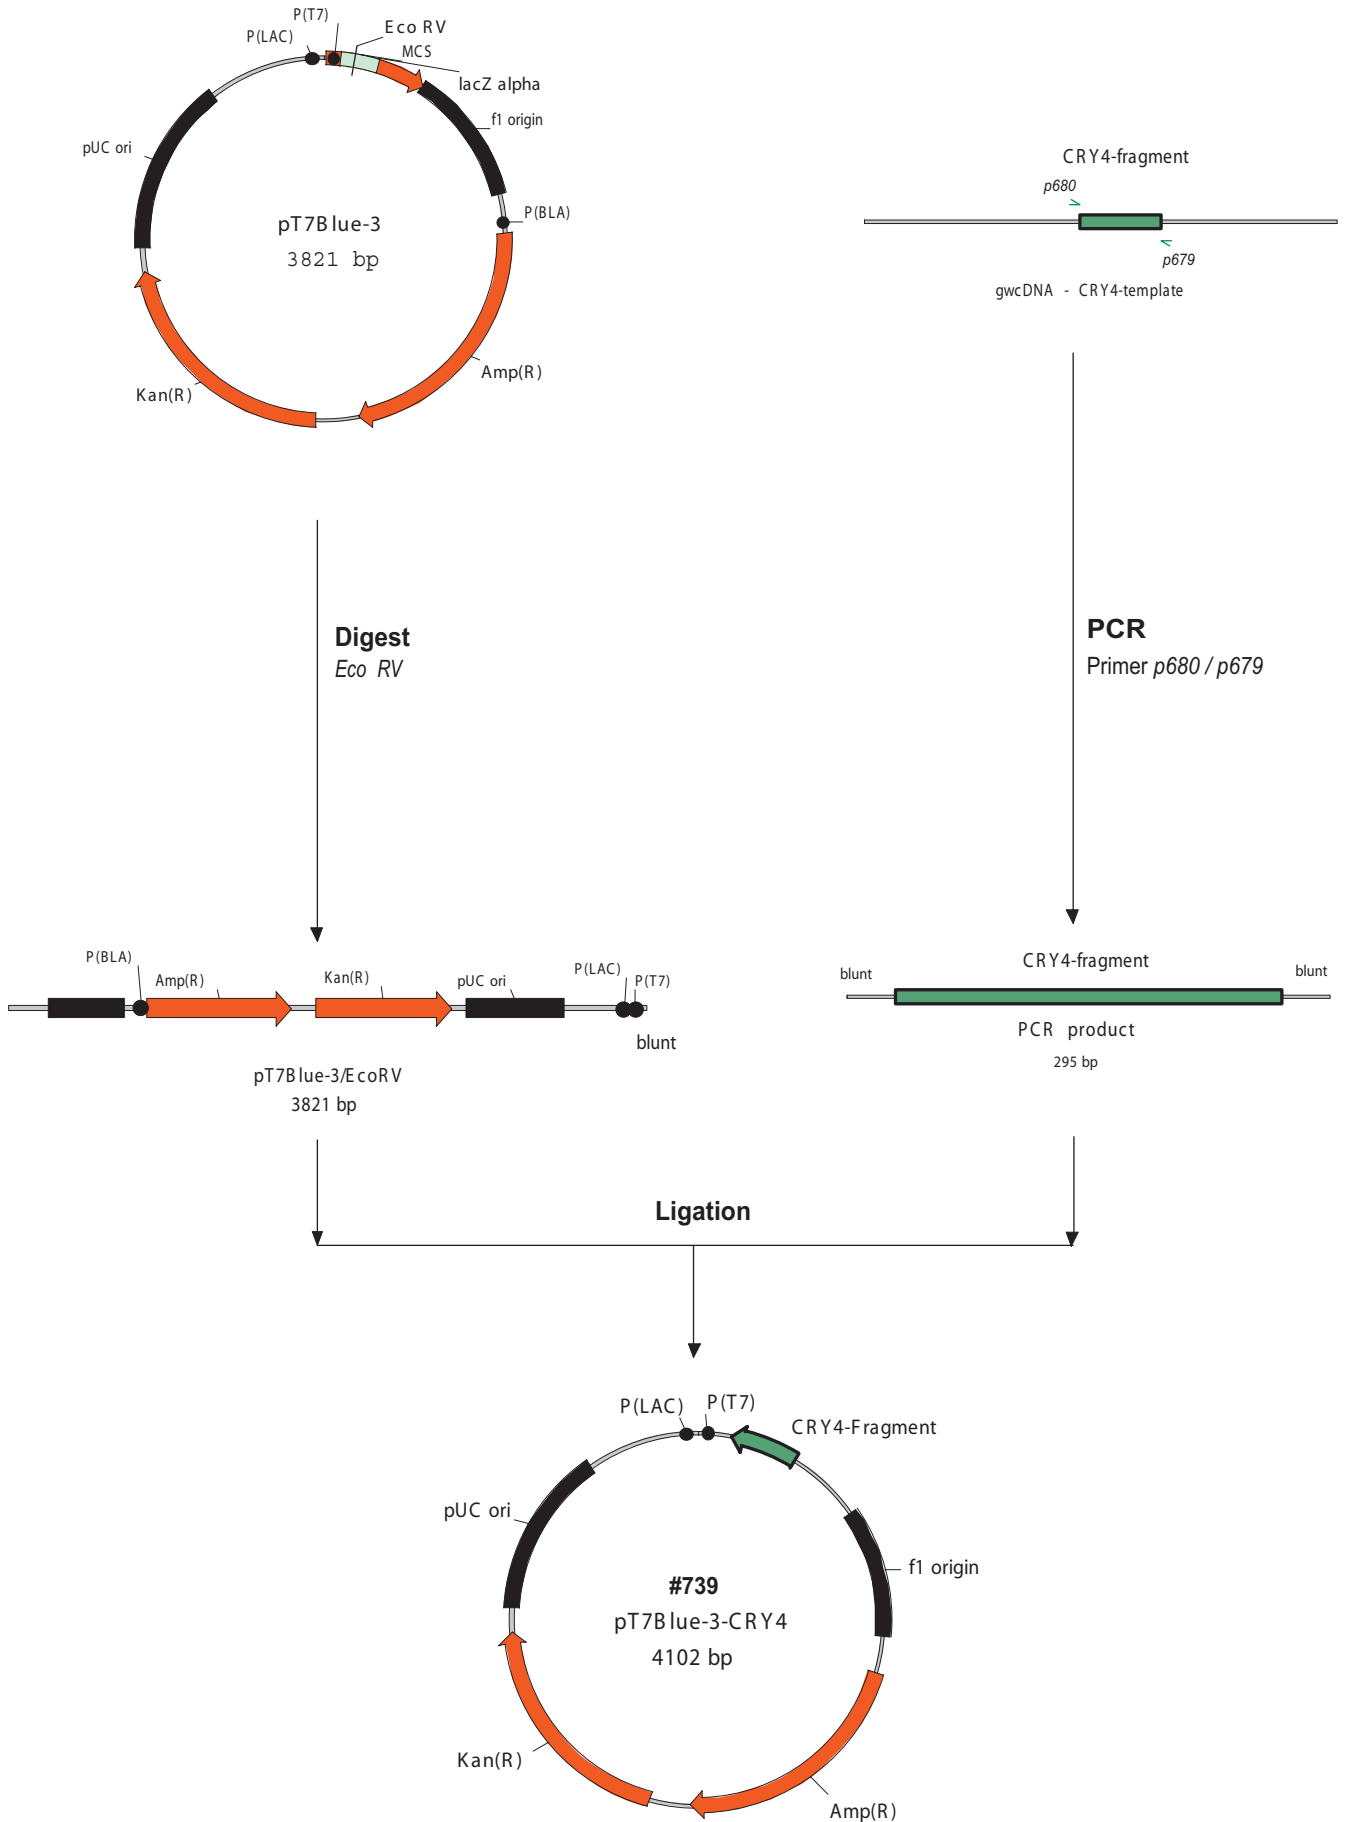 P(T7)
Eco RV
P(LAC)
MCS
lacZ alpha
f1 origin
pUC ori
P(BLA)
pT7Blue-3
3821 bp
Amp(R)
Kan(R)
CRY4-fragment
p680
p679
gwcDNA - CRY4-template
Digest
Eco RV
PCR
Primer p680 / p679
P(BLA)
Amp(R)
Kan(R)
pUC ori
P(LAC)
P(T7)
blunt
pT7Blue-3/EcoRV
3821 bp
CRY4-fragment
blunt
blunt
PCR product
295 bp
Ligation
P(LAC)
P(T7)
CRY4-Fragment
pUC ori
f1 origin
#739
pT7Blue-3-CRY4
4102 bp
Kan(R)
Amp(R)